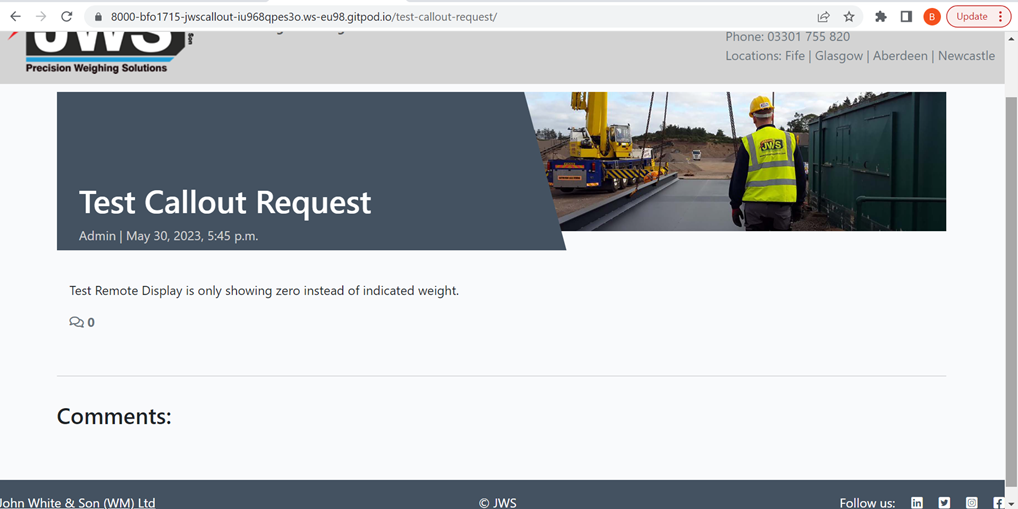 8000-bfo1715-jwscallout-iu968qpes3o.ws-eu98.gitpod.io/test-callout-request/
B
Update
JWS
Son
Precision Weighing Solutions
Phone: 03301 755 820
Locations: Fife | Glasgow | Aberdeen | Newcastle
JWS
Test Callout Request
Admin | May 30, 2023, 5:45 p.m.
Test Remote Display is only showing zero instead of indicated weight.
0
Comments:
John White & Son (WM) Ltd
© JWS
Follow us: